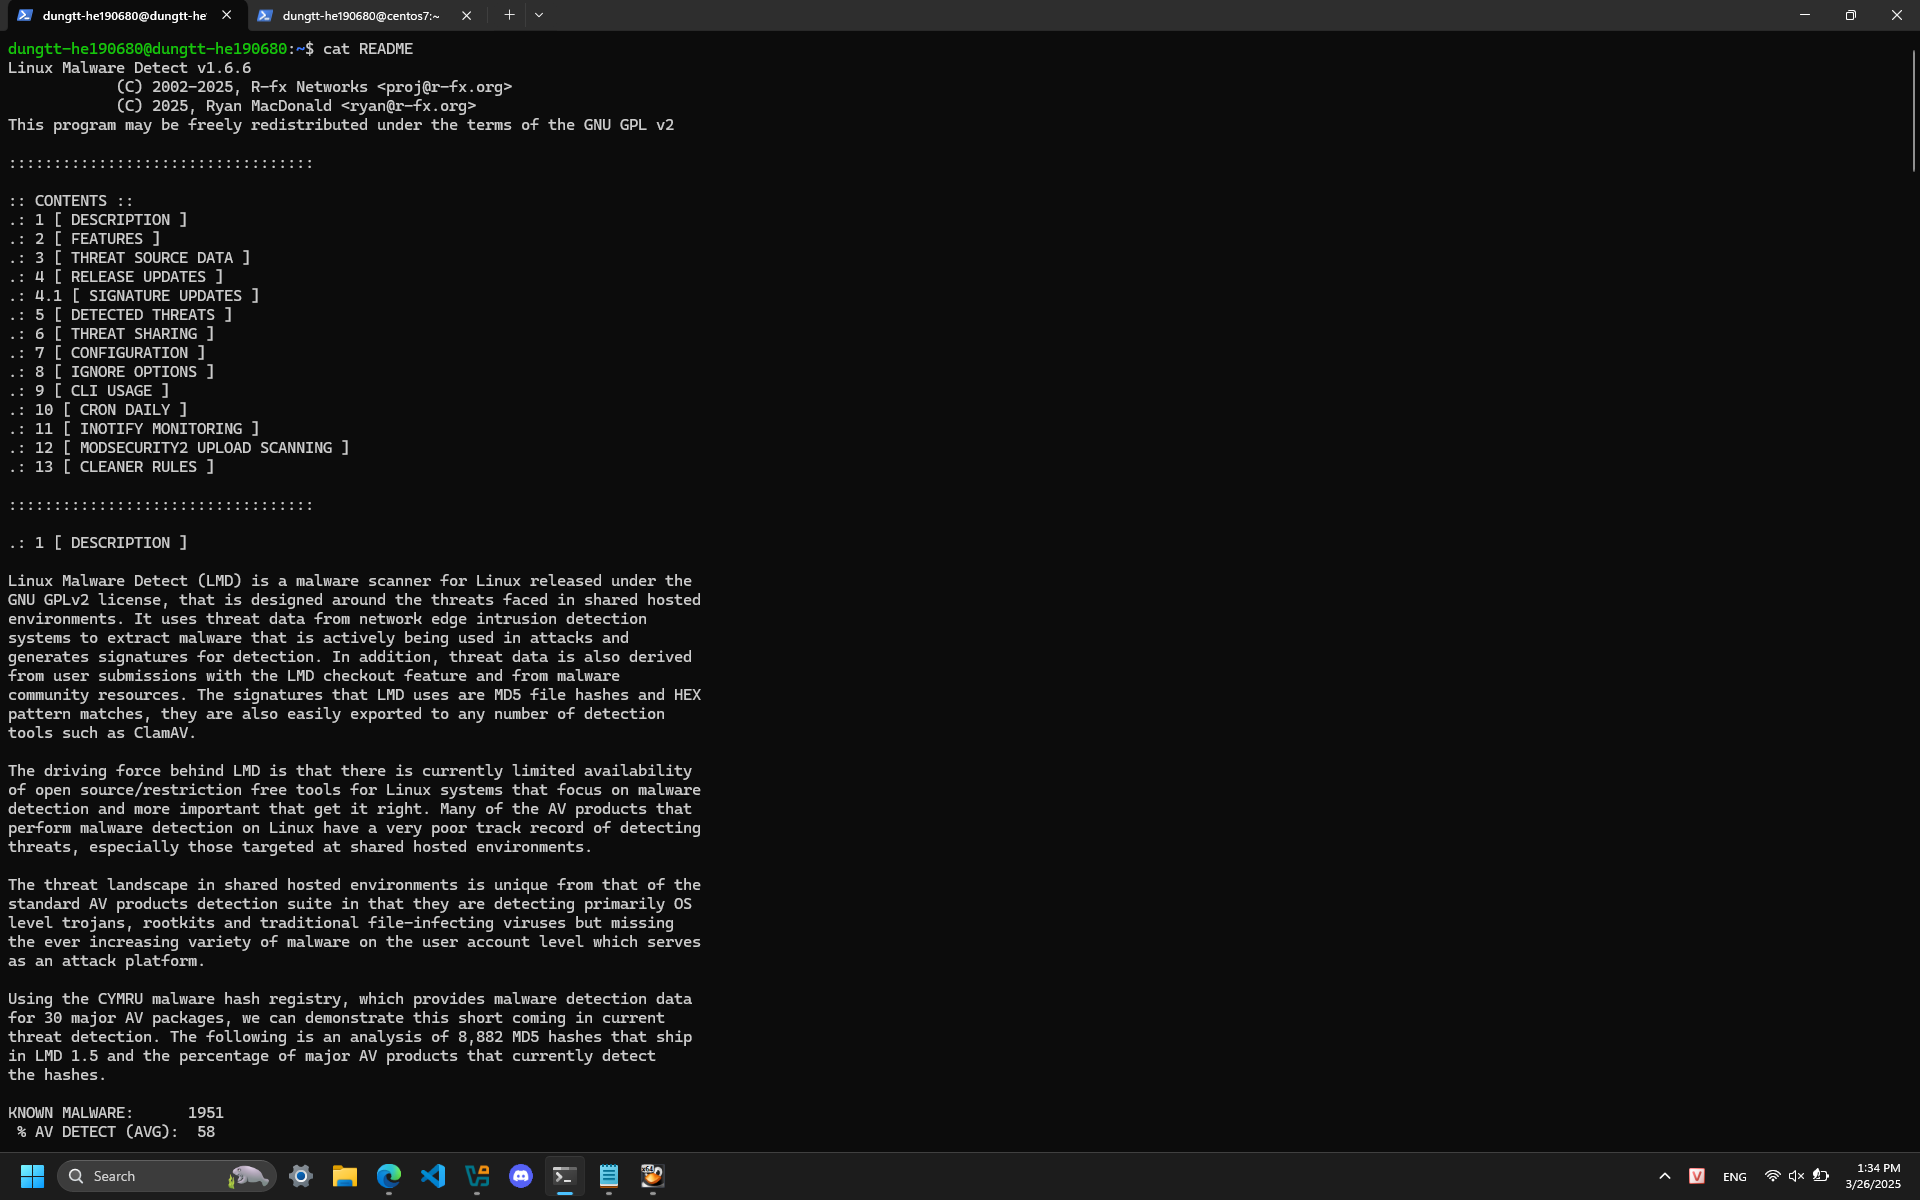 dungtt-he190680@dungtt-he
dungtt-he190680@centos7:~
dungtt-he190680@dungtt-he190680:~$ cat README
Linux Malware Detect v1.6.6
(C) 2002-2025, R-fx Networks <proj@r-fx.org>
(C) 2025, Ryan MacDonald <ryan@r-fx.org>
This program may be freely redistributed under the terms of the GNU GPL v2
::::::::::::::::::::::::::::::::::
:: CONTENTS ::
.: 1 [ DESCRIPTION ]
.: 2 [ FEATURES ]
.: 3 [ THREAT SOURCE DATA ]
.: 4 [ RELEASE UPDATES ]
.: 4.1 [ SIGNATURE UPDATES ]
.: 5 [ DETECTED THREATS ]
.: 6 [ THREAT SHARING ]
.: 7 [ CONFIGURATION ]
.: 8 [ IGNORE OPTIONS ]
.: 9 [ CLI USAGE ]
.: 10 [ CRON DAILY ]
.: 11 [ INOTIFY MONITORING ]
.: 12 [ MODSECURITY2 UPLOAD SCANNING ]
.: 13 [ CLEANER RULES ]
::::::::::::::::::::::::::::::::::
.: 1 [ DESCRIPTION ]
Linux Malware Detect (LMD) is a malware scanner for Linux released under the
GNU GPLv2 license, that is designed around the threats faced in shared hosted
environments. It uses threat data from network edge intrusion detection
systems to extract malware that is actively being used in attacks and
generates signatures for detection. In addition, threat data is also derived
from user submissions with the LMD checkout feature and from malware
community resources. The signatures that LMD uses are MD5 file hashes and HEX
pattern matches, they are also easily exported to any number of detection
tools such as ClamAV.
The driving force behind LMD is that there is currently limited availability
of open source/restriction free tools for Linux systems that focus on malware
detection and more important that get it right. Many of the AV products that
perform malware detection on Linux have a very poor track record of detecting
threats, especially those targeted at shared hosted environments.
The threat landscape in shared hosted environments is unique from that of the
standard AV products detection suite in that they are detecting primarily OS
level trojans, rootkits and traditional file-infecting viruses but missing
the ever increasing variety of malware on the user account level which serves
as an attack platform.
Using the CYMRU malware hash registry, which provides malware detection data
for 30 major AV packages, we can demonstrate this short coming in current
threat detection. The following is an analysis of 8,882 MD5 hashes that ship
in LMD 1.5 and the percentage of major AV products that currently detect
the hashes.
KNOWN MALWARE: 1951
% AV DETECT (AVG): 58
Search
V
ENG
1:34 PM
3/26/2025